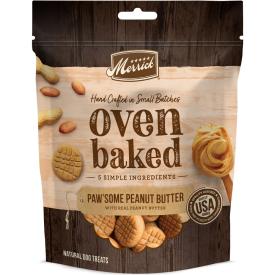 Merrick
Hand Crafted in Small Batches
oven
baked
5 SIMPLE INGREDIENTS
PAW'SOME PEANUT BUTTER
WITH REAL PEANUT BUTTER
USA
NATURAL DOG TREATS